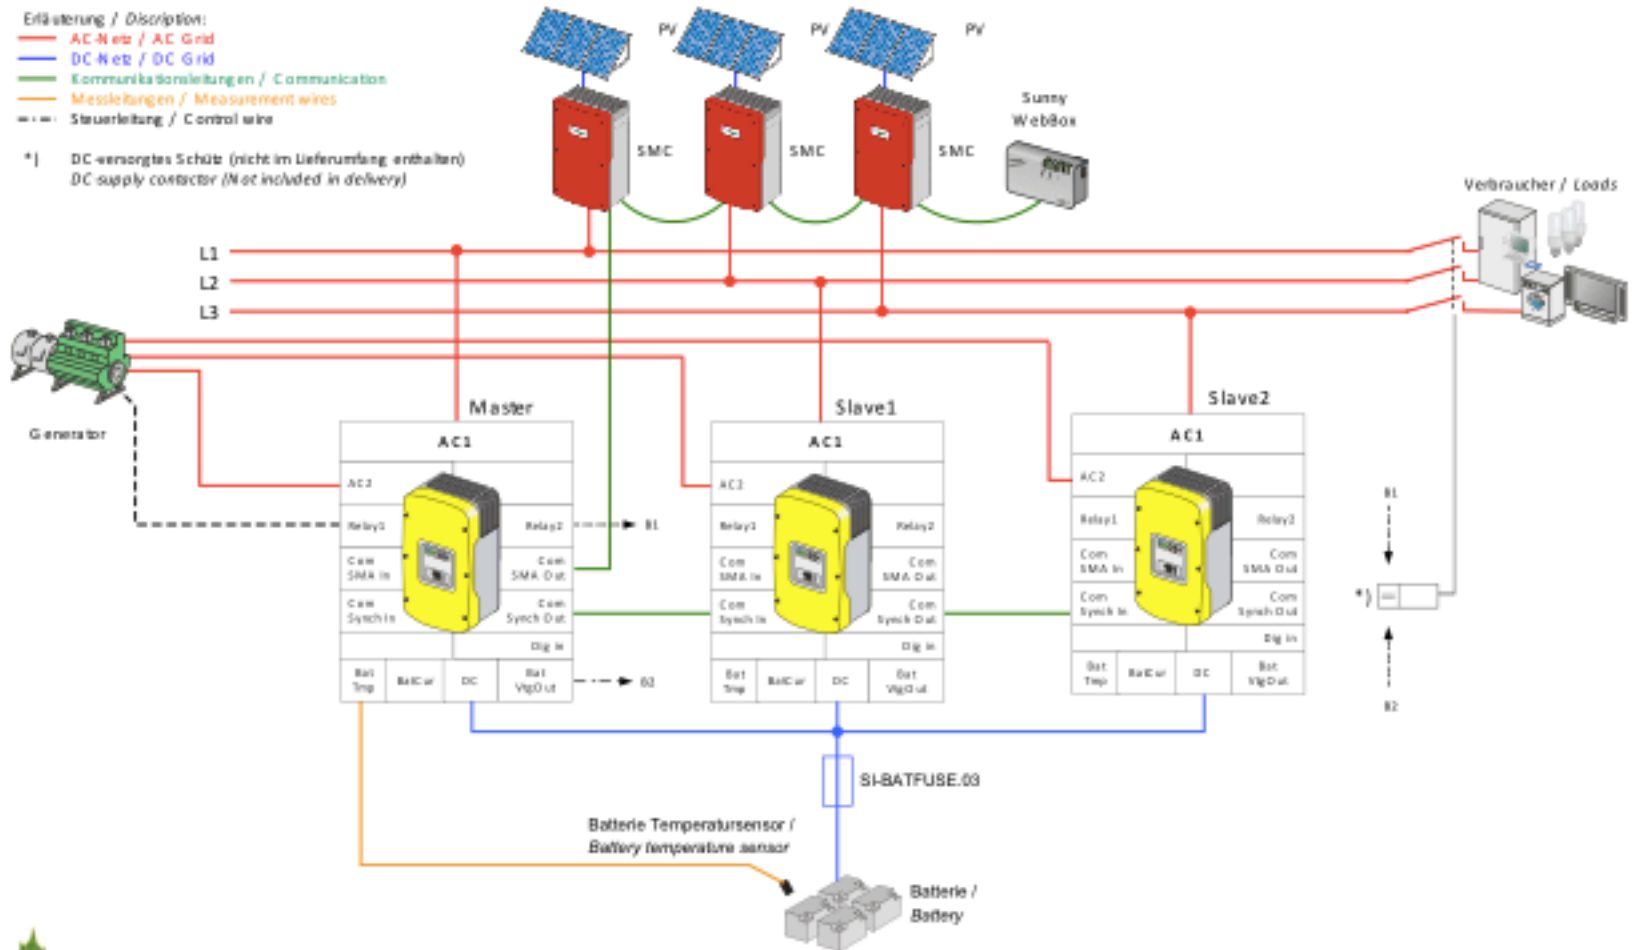 Erläuterung / Discription:
AC-Netz / AC Grid
DC-Netz / DC Grid
Kommunikationsleitungen / Communication
Messleitungen / Measurement wires
Steuerleitung / Control wire
*) DC-versorgtes Schütz (nicht im Lieferumfang enthalten)
DC-supply contactor (Not included in delivery)
PV
PV
PV
SMC
SMC
SMC
Sunny
WebBox
Verbraucher / Loads
L1
L2
L3
Generator
Master
AC1
AC2
Relay1
Relay2
B1
Com
SMA In
Com
SMA Out
Com
Synch In
Com
Synch Out
Dig in
Bat
Tmp
BatCur
DC
Bat
VtgOut
B2
Slave1
AC1
AC2
Relay1
Relay2
Com
SMA In
Com
SMA Out
Com
Synch In
Com
Synch Out
Dig in
Bat
Tmp
BatCur
DC
Bat
VtgOut
Slave2
AC1
AC2
Relay1
Relay2
Com
SMA In
Com
SMA Out
Com
Synch In
Com
Synch Out
Dig in
Bat
Tmp
BatCur
DC
Bat
VtgOut
B1
*)
B2
SI-BATFUSE.03
Batterie Temperatursensor /
Battery temperature sensor
Batterie /
Battery